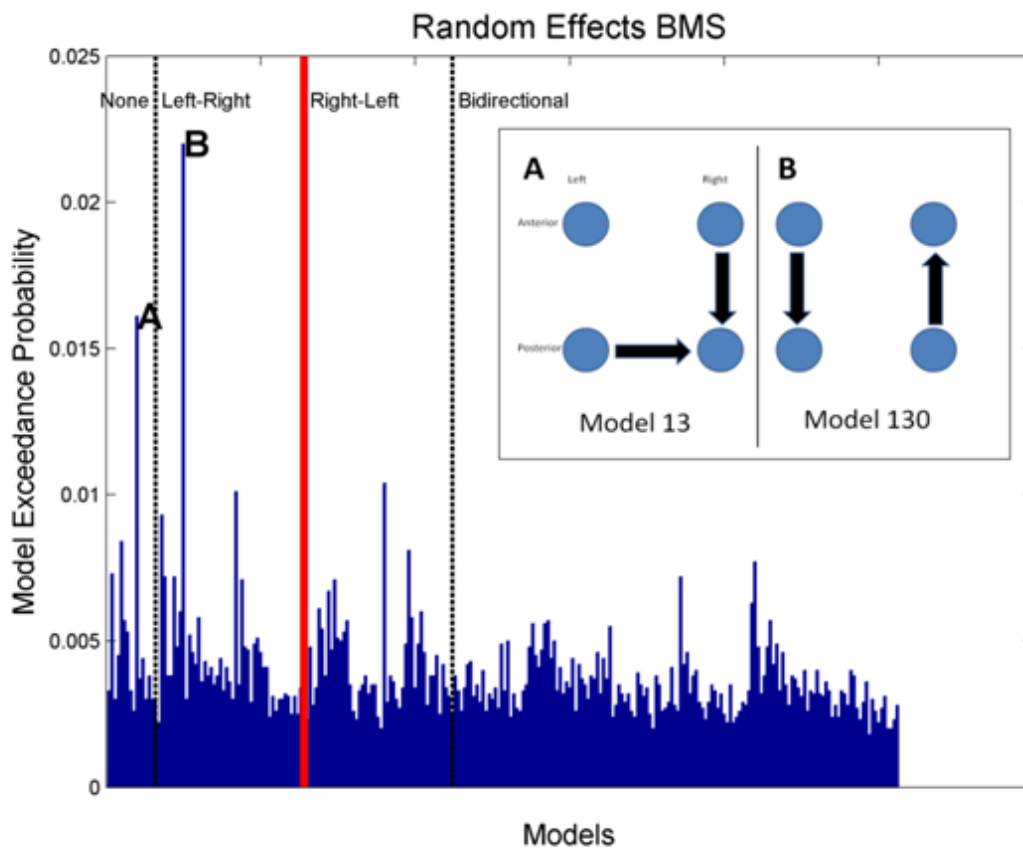 Random Effects BMS
0.025
0.02
0.015
0.01
0.005
0
Model Exceedance Probability
None
Left-Right
Right-Left
Bidirectional
A
B
A
B
Left
Right
Anterior
Posterior
Model 13
Model 130
Models